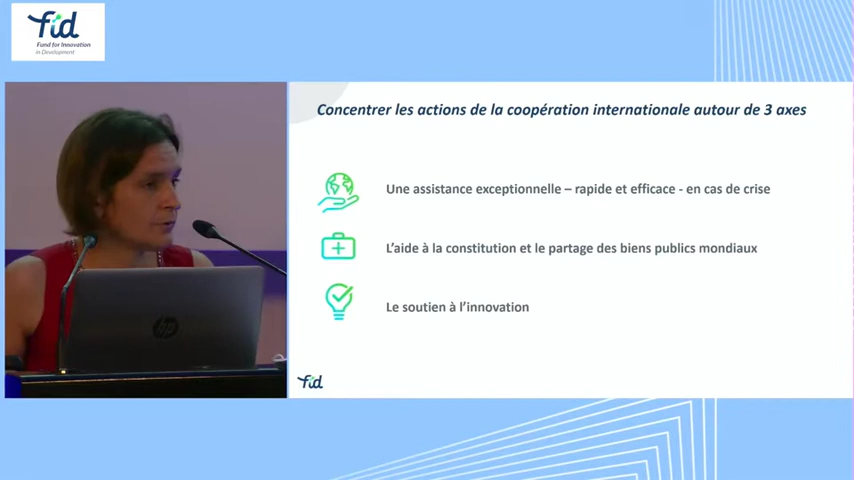 fid
Fund for Innovation
in Development
Concentrer les actions de la coopération internationale autour de 3 axes
Une assistance exceptionnelle – rapide et efficace - en cas de crise
L'aide à la constitution et le partage des biens publics mondiaux
Le soutien à l'innovation
hp
fid